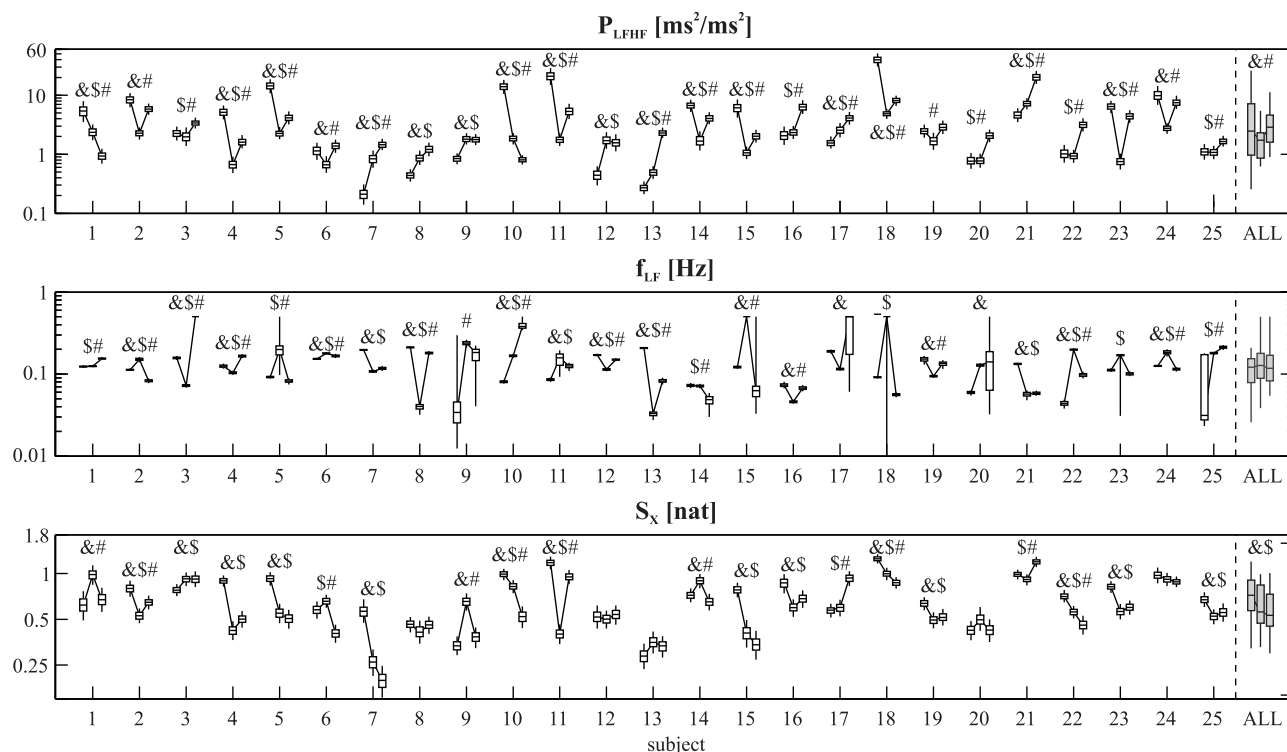 P_LFHF [ms²/ms²]
60
10
1
0.1
&$# &# $# &$# &$# &# &$# &$ &$ &$# &$# &$ &$# &$# &$# $# &$# &$# # $# &$# $# &$# &# $# &#
1 2 3 4 5 6 7 8 9 10 11 12 13 14 15 16 17 18 19 20 21 22 23 24 25 ALL
f_LF [Hz]
1
0.1
0.01
$# &$# &$# &$# $# &$# &$ &$# # &$# &$ &$# &$# $# &# &# & $ &# & &$ &$# $ &$# $#
1 2 3 4 5 6 7 8 9 10 11 12 13 14 15 16 17 18 19 20 21 22 23 24 25 ALL
S_X [nat]
1.8
1
0.5
0.25
&# &$# &$ &$ &$ $# &$ &# &$# &$# &# &$ &$ $# &$# &$ $# &$# &$ &$ &$
1 2 3 4 5 6 7 8 9 10 11 12 13 14 15 16 17 18 19 20 21 22 23 24 25 ALL
subject